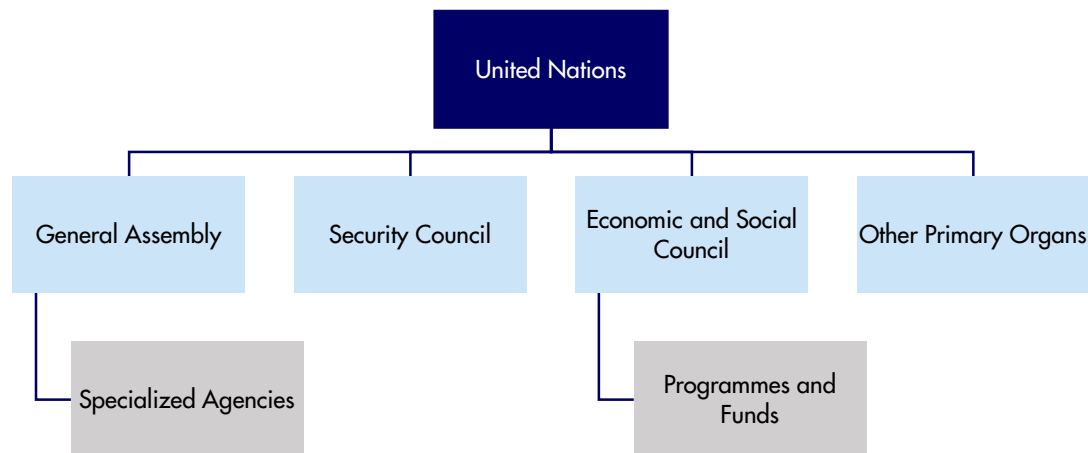 United Nations
General Assembly
Security Council
Economic and Social
Council
Other Primary Organs
Specialized Agencies
Programmes and
Funds